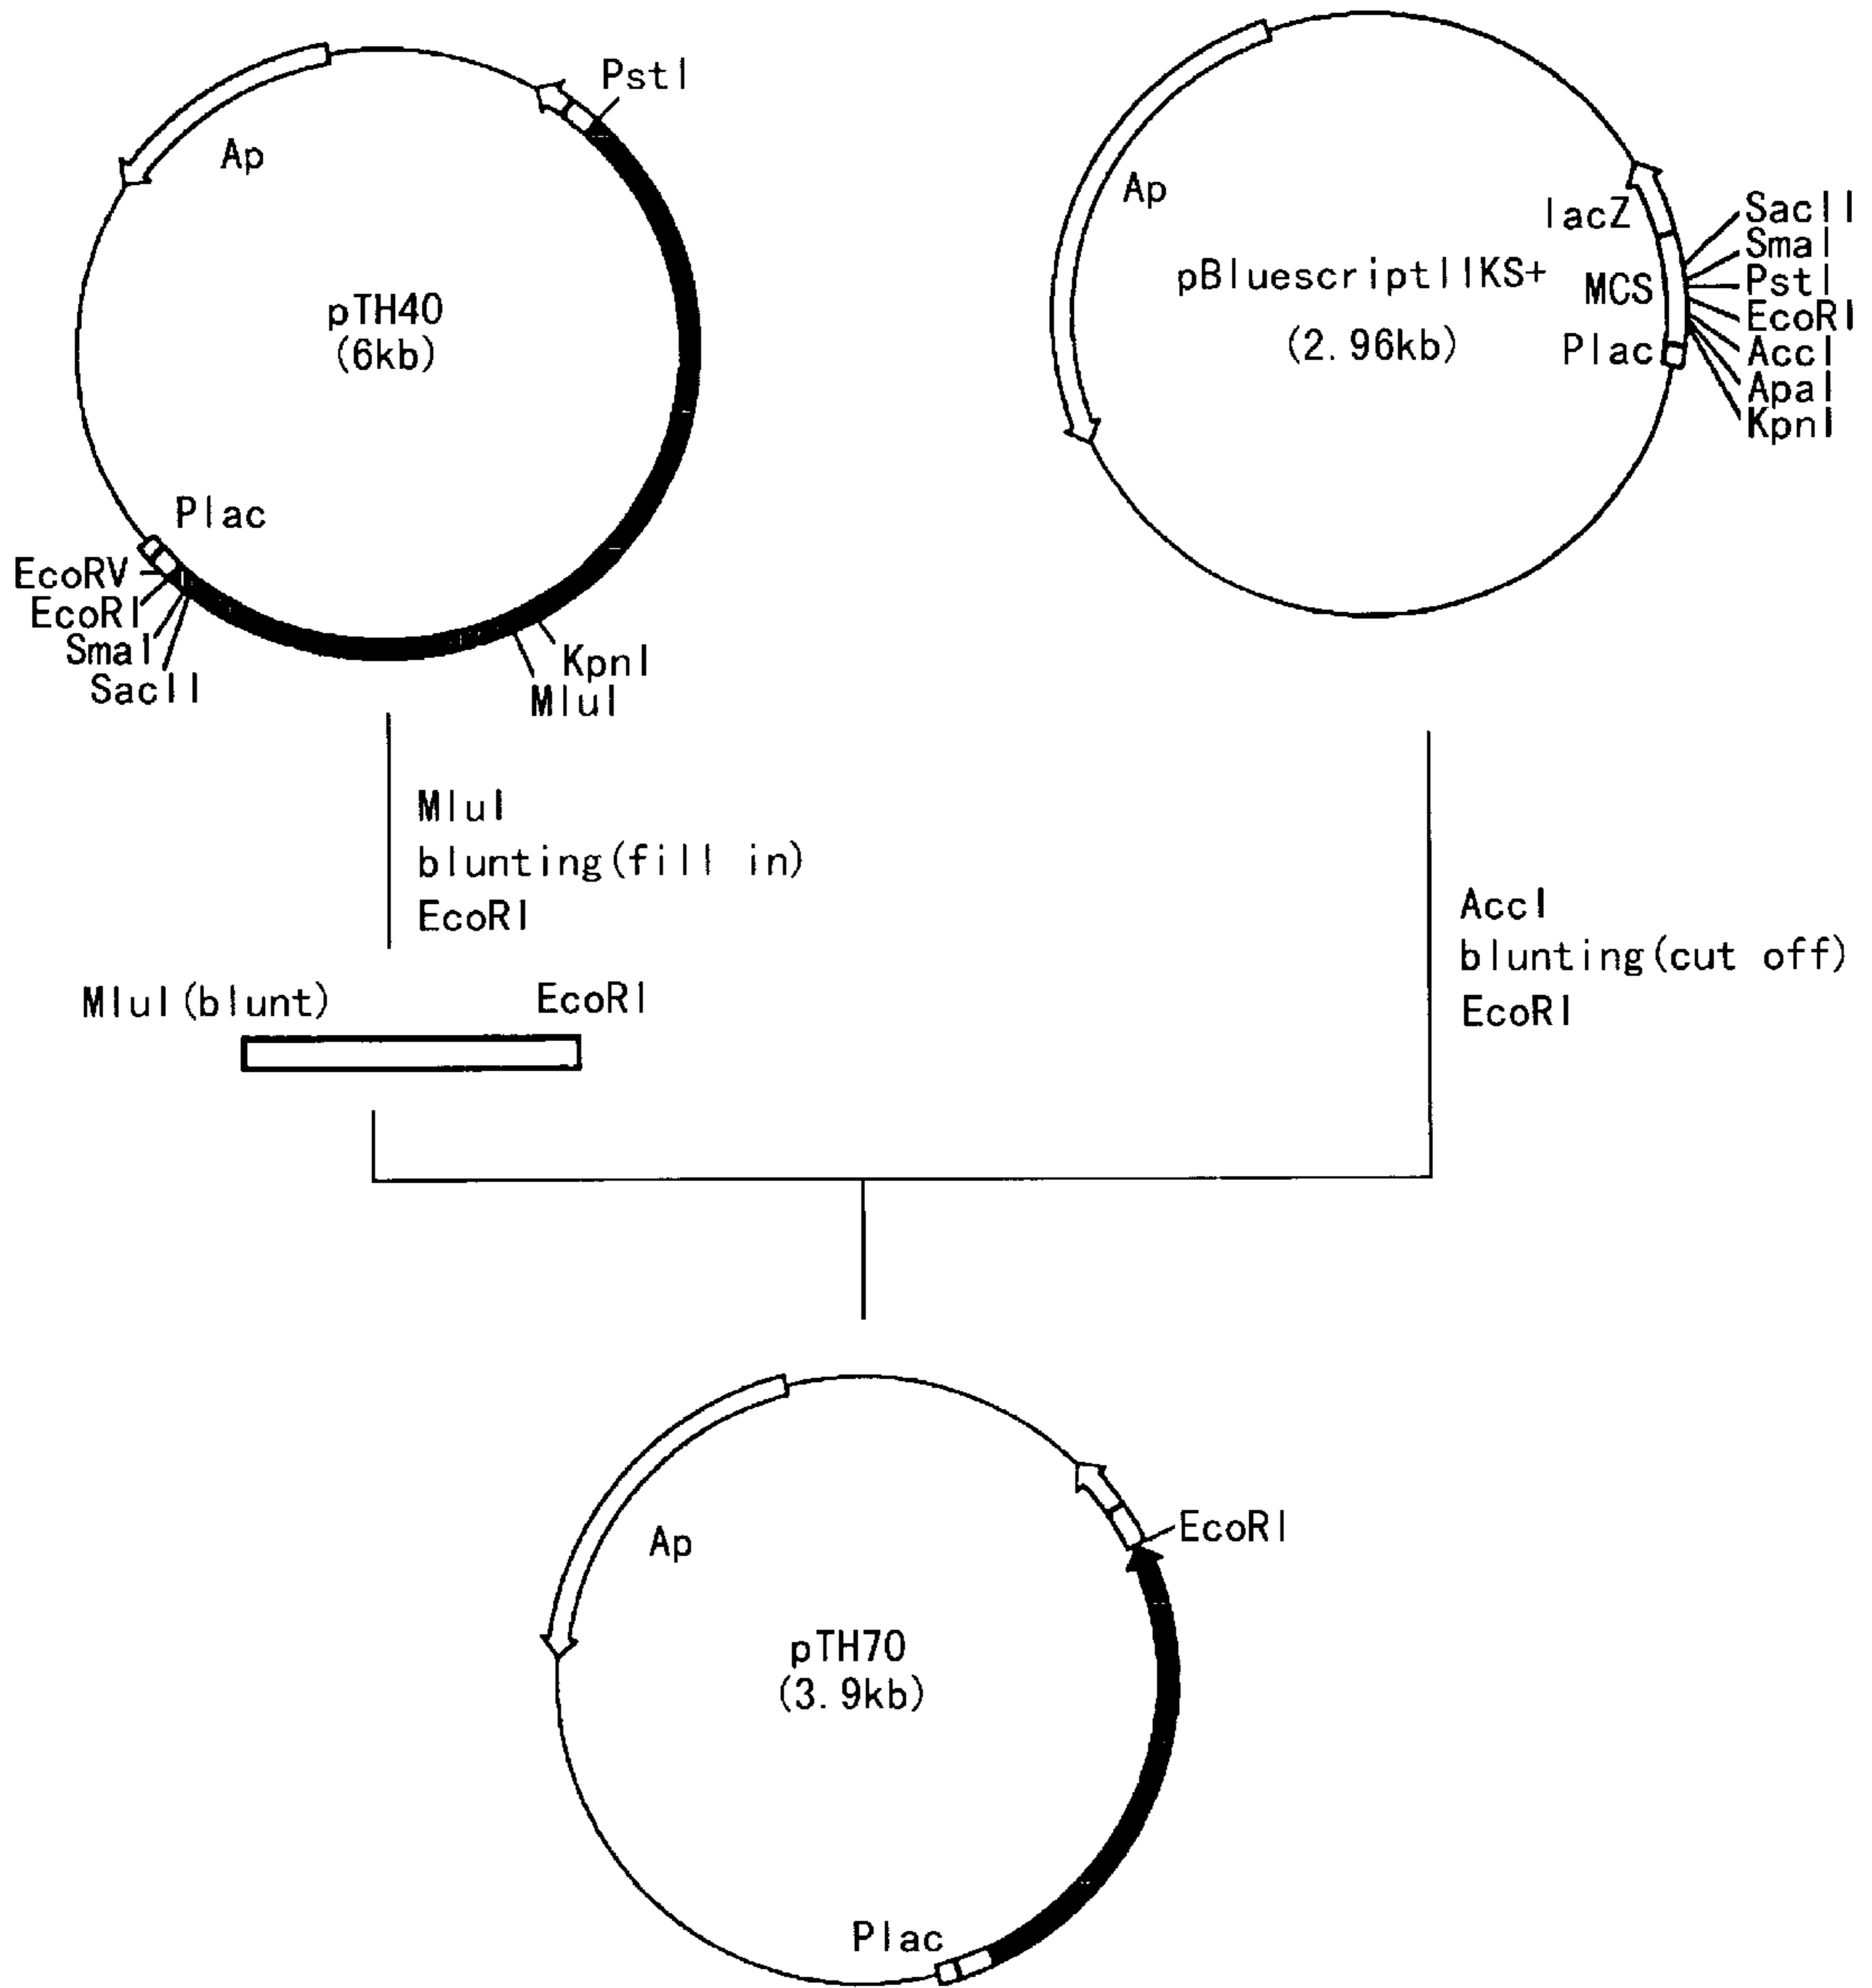 PstI
Ap
pTH40
(6kb)
Plac
EcoRV
EcoRI
SmaI
SacII
KpnI
MluI
Ap
pBluescriptIIKS+
(2.96kb)
lacZ
MCS
Plac
SacII
SmaI
PstI
EcoRI
AccI
ApaI
KpnI
MluI
blunting(fill in)
EcoRI
AccI
blunting(cut off)
EcoRI
MluI(blunt)
EcoRI
Ap
EcoRI
pTH70
(3.9kb)
Plac